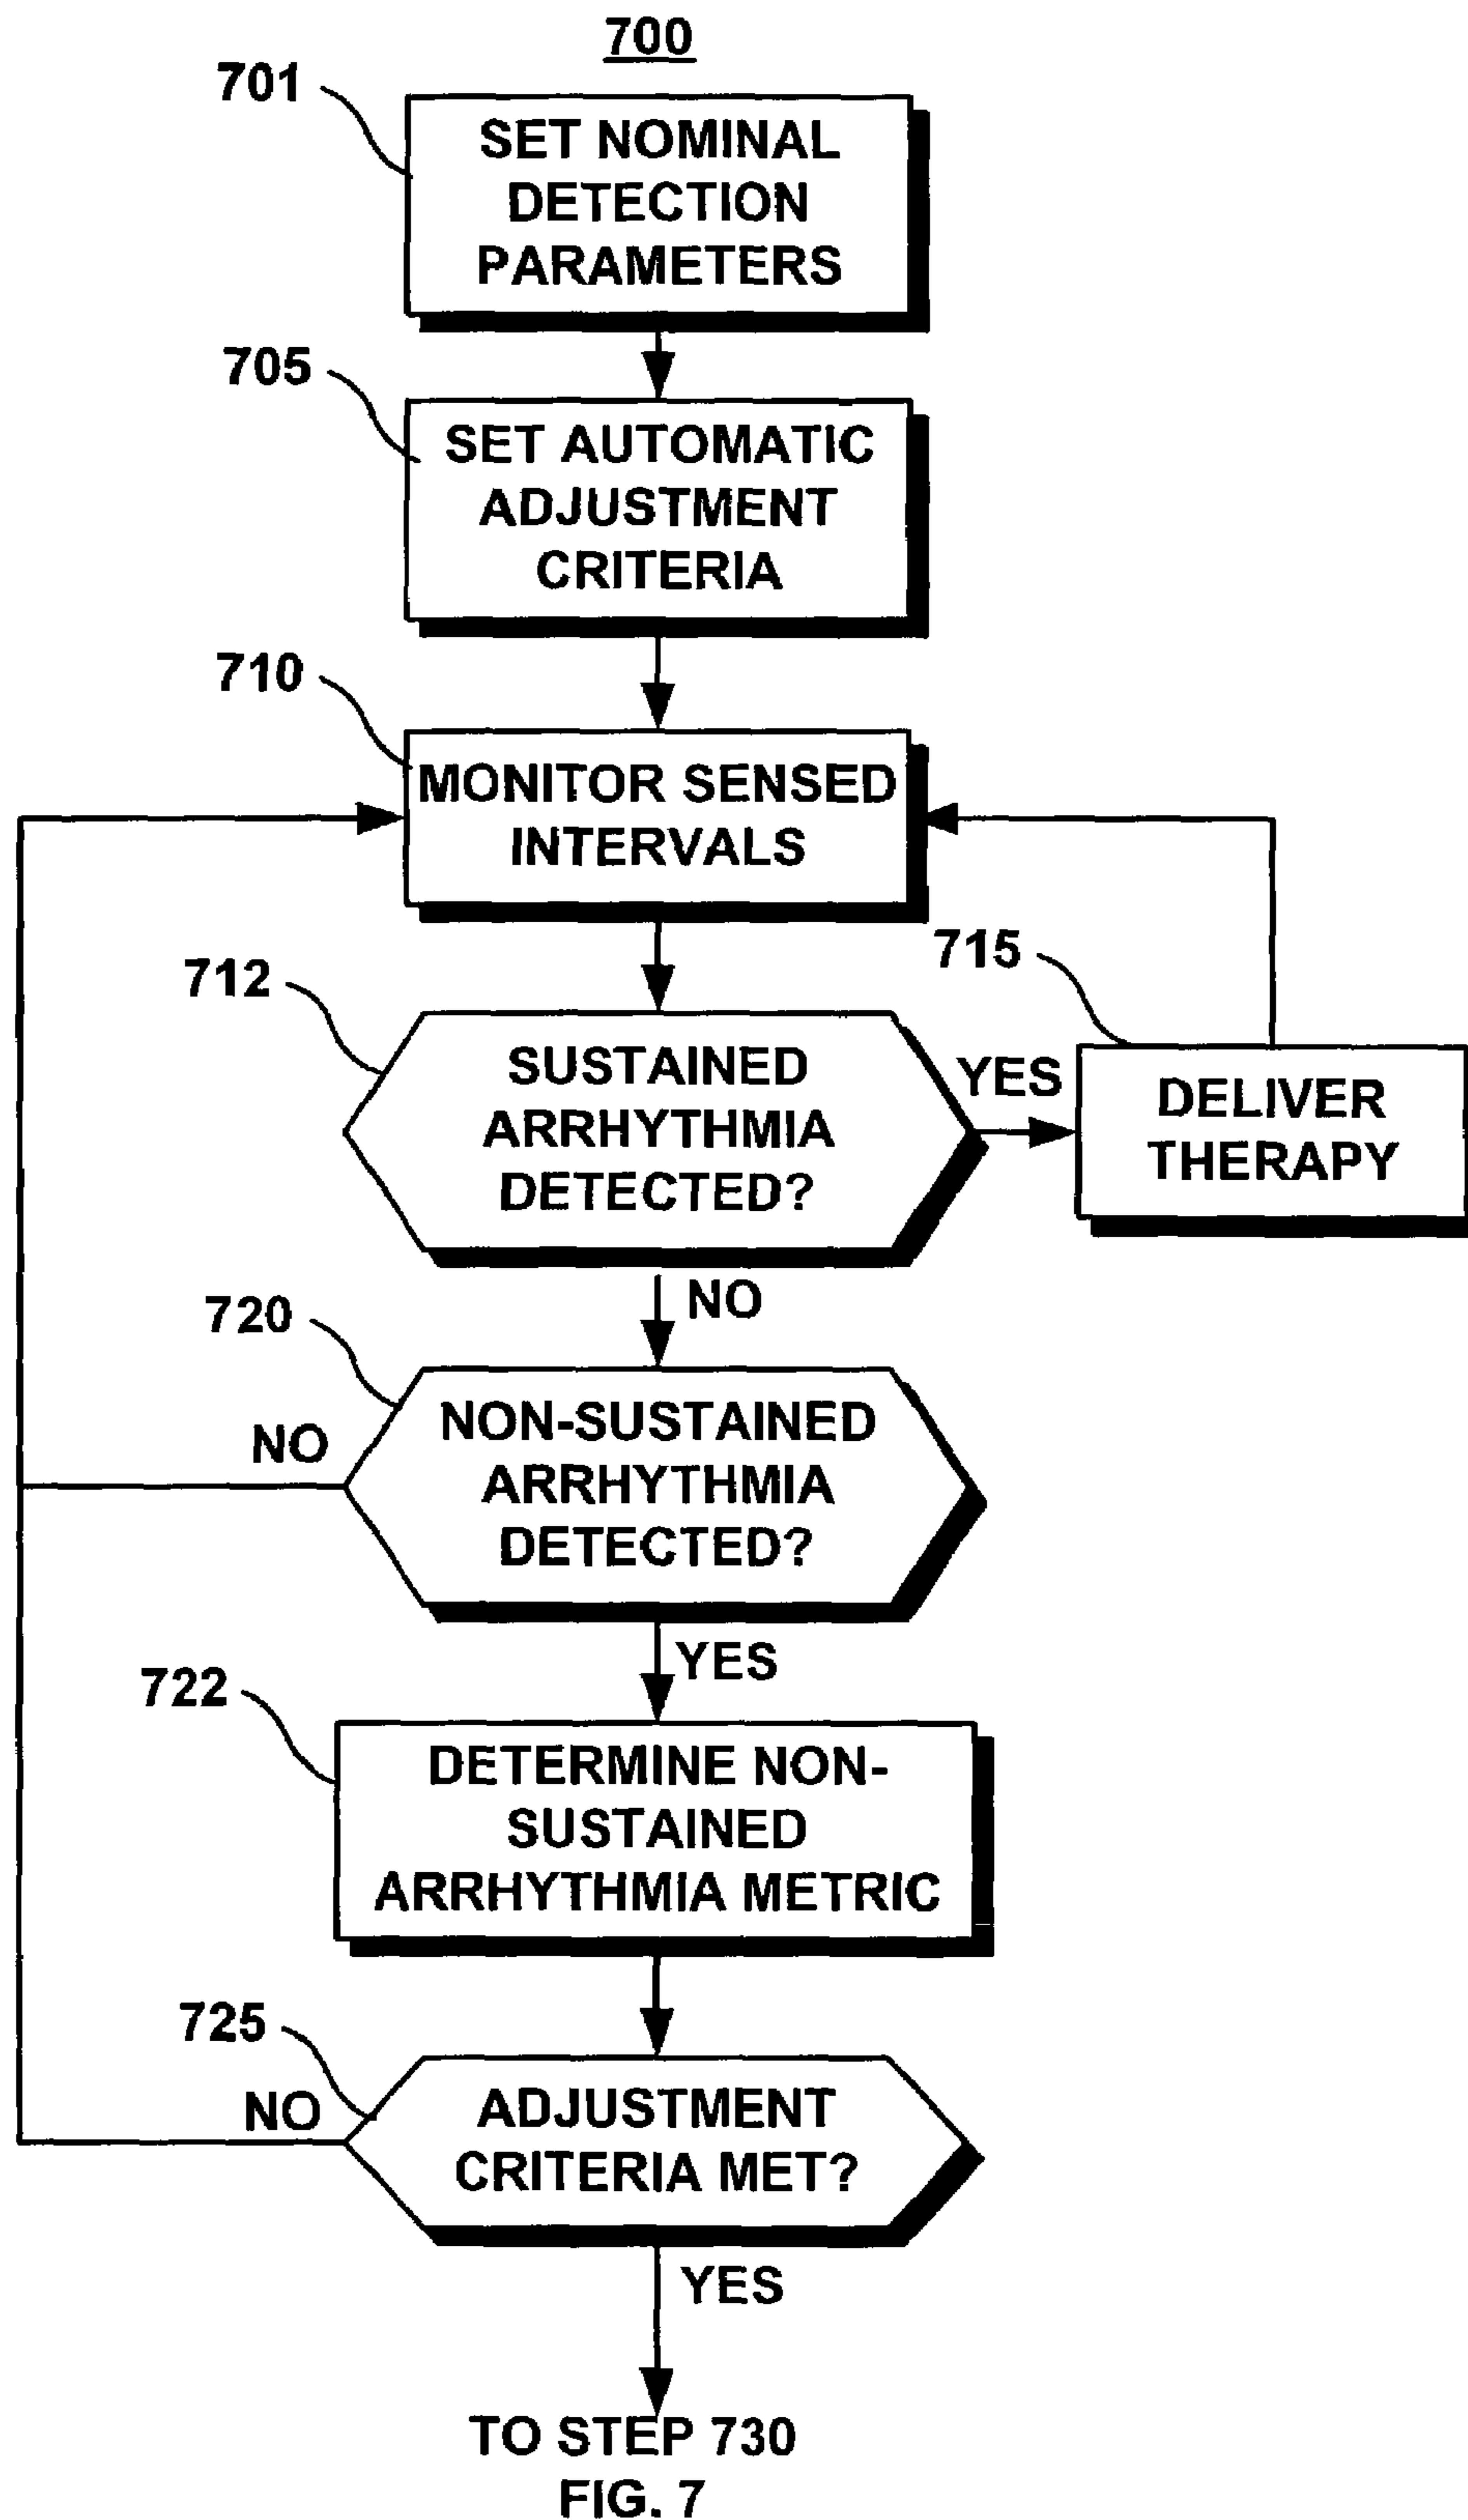 700
701
SET NOMINAL
DETECTION
PARAMETERS
705
SET AUTOMATIC
ADJUSTMENT
CRITERIA
710
MONITOR SENSED
INTERVALS
712
SUSTAINED
ARRHYTHMIA
DETECTED?
YES
715
DELIVER
THERAPY
NO
720
NON-SUSTAINED
ARRHYTHMIA
DETECTED?
NO
YES
722
DETERMINE NON-
SUSTAINED
ARRHYTHMIA METRIC
725
ADJUSTMENT
CRITERIA MET?
NO
YES
TO STEP 730
FIG. 7